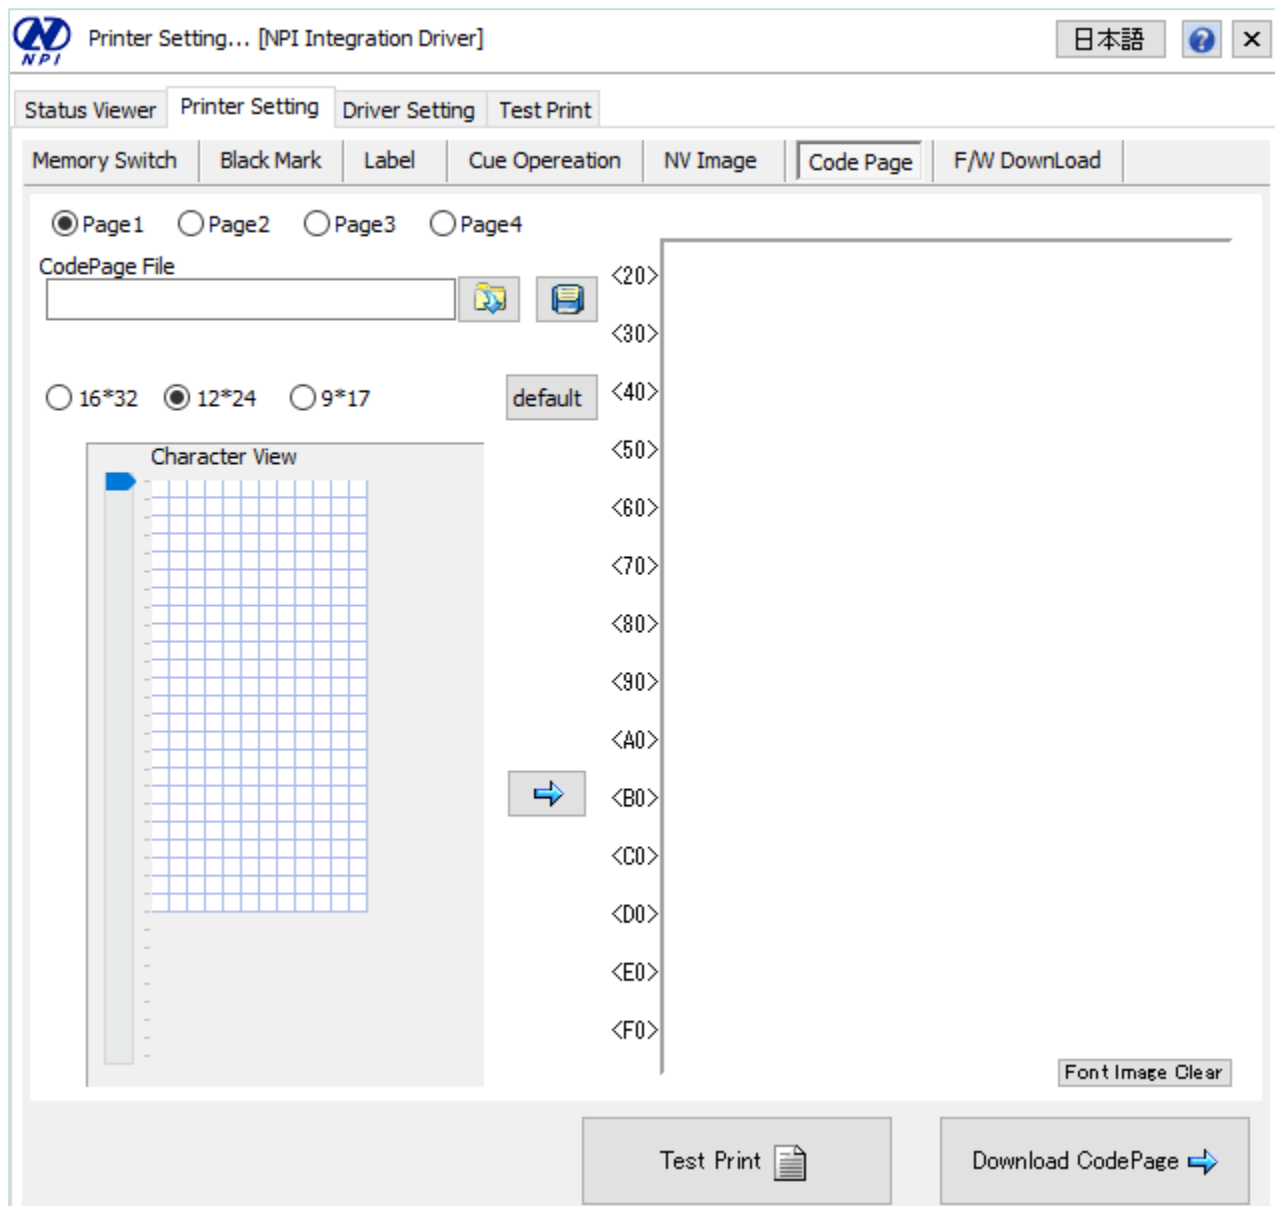 NPI
Printer Setting... [NPI Integration Driver]
日本語
Status Viewer Printer Setting Driver Setting Test Print
Memory Switch Black Mark Label Cue Opereation NV Image Code Page F/W DownLoad
Page1 Page2 Page3 Page4
CodePage File
16*32 12*24 9*17
default
Character View
<20>
<30>
<40>
<50>
<60>
<70>
<80>
<90>
<A0>
<B0>
<C0>
<D0>
<E0>
<F0>
Font Image Clear
Test Print
Download CodePage